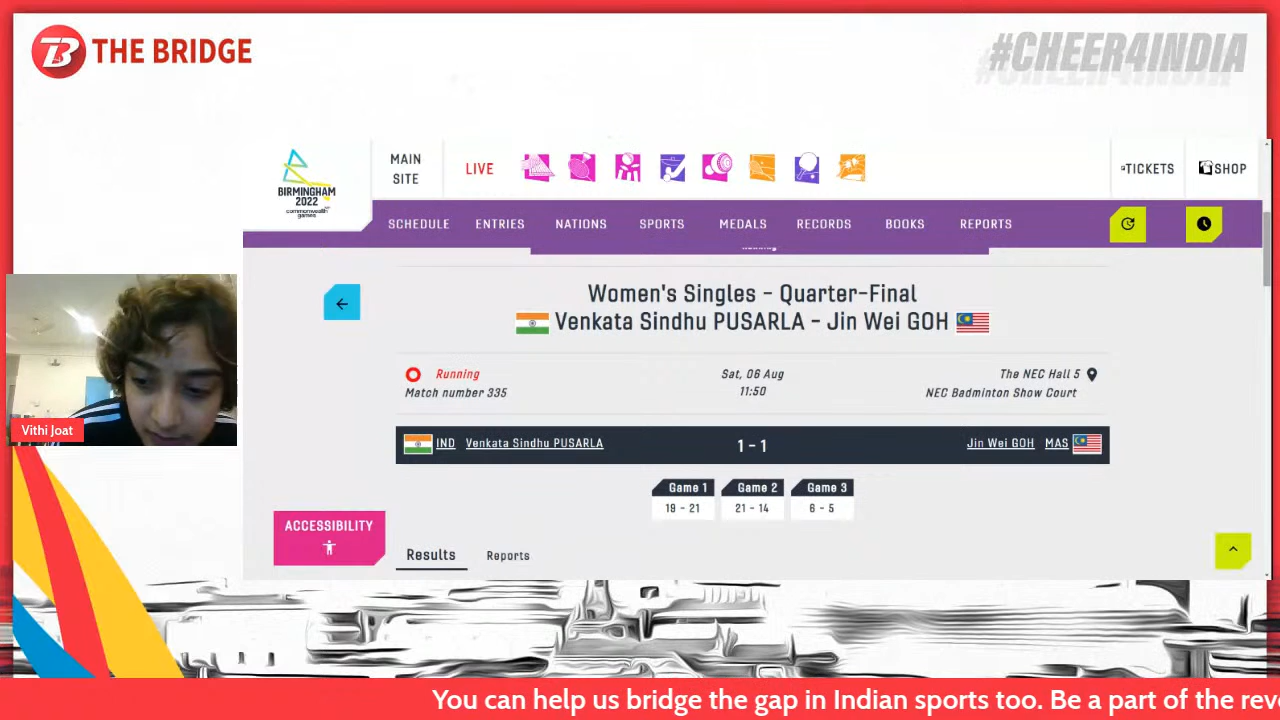 THE BRIDGE
#CHEER4INDIA
BIRMINGHAM
2022
commonwealth
games
MAIN
SITE
LIVE
TICKETS
SHOP
SCHEDULE ENTRIES NATIONS SPORTS MEDALS RECORDS BOOKS REPORTS
Women's Singles - Quarter-Final
Venkata Sindhu PUSARLA - Jin Wei GOH
Running
Match number 335
Sat, 06 Aug
11:50
The NEC Hall 5
NEC Badminton Show Court
IND Venkata Sindhu PUSARLA 1 - 1 Jin Wei GOH MAS
Game 1 Game 2 Game 3
19 - 21 21 - 14 6 - 5
Vithi Joat
ACCESSIBILITY
Results Reports
You can help us bridge the gap in Indian sports too. Be a part of the rev